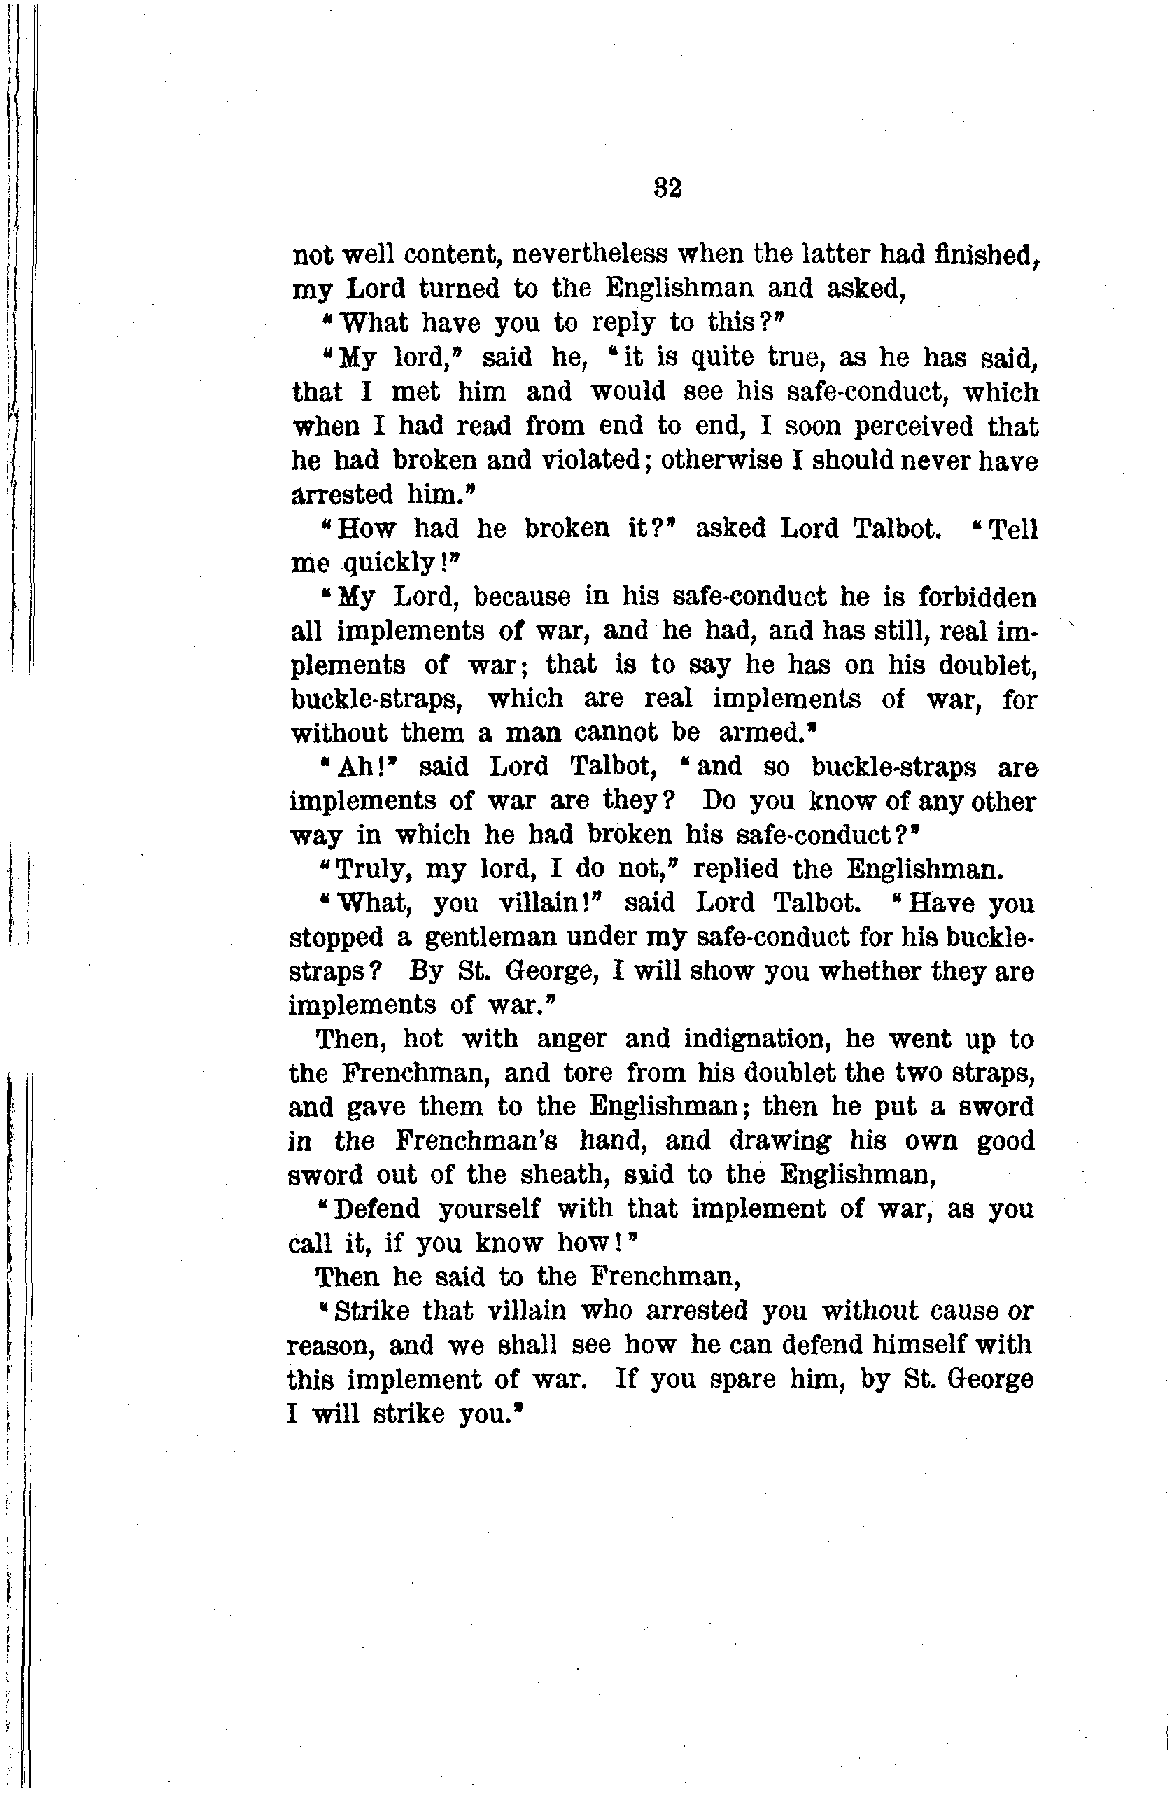 32
not well content, nevertheless when the latter had finished,
my Lord turned to the Englishman and asked,
"What have you to reply to this?"
"My lord," said he, "it is quite true, as he has said,
that I met him and would see his safe-conduct, which
when I had read from end to end, I soon perceived that
he had broken and violated; otherwise I should never have
arrested him."
"How had he broken it?" asked Lord Talbot. "Tell
me quickly!"
"My Lord, because in his safe-conduct he is forbidden
all implements of war, and he had, and has still, real im-
plements of war; that is to say he has on his doublet,
buckle-straps, which are real implements of war, for
without them a man cannot be armed."
"Ah!" said Lord Talbot, "and so buckle-straps are
implements of war are they? Do you know of any other
way in which he had broken his safe-conduct?"
"Truly, my lord, I do not," replied the Englishman.
"What, you villain!" said Lord Talbot. "Have you
stopped a gentleman under my safe-conduct for his buckle-
straps? By St. George, I will show you whether they are
implements of war."
Then, hot with anger and indignation, he went up to
the Frenchman, and tore from his doublet the two straps,
and gave them to the Englishman; then he put a sword
in the Frenchman's hand, and drawing his own good
sword out of the sheath, said to the Englishman,
"Defend yourself with that implement of war, as you
call it, if you know how!"
Then he said to the Frenchman,
"Strike that villain who arrested you without cause or
reason, and we shall see how he can defend himself with
this implement of war. If you spare him, by St. George
I will strike you."